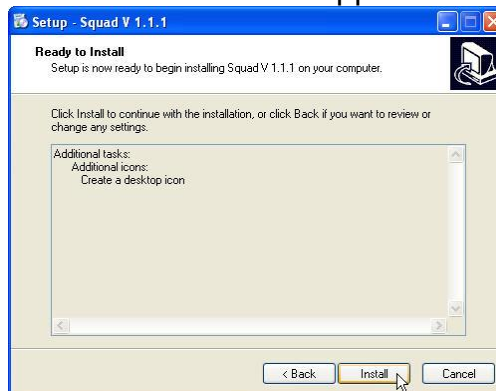 Setup - Squad V 1.1.1
Ready to Install
Setup is now ready to begin installing Squad V 1.1.1 on your computer.
Click Install to continue with the installation, or click Back if you want to review or
change any settings.
Additional tasks:
Additional icons:
Create a desktop icon
< Back Install Cancel